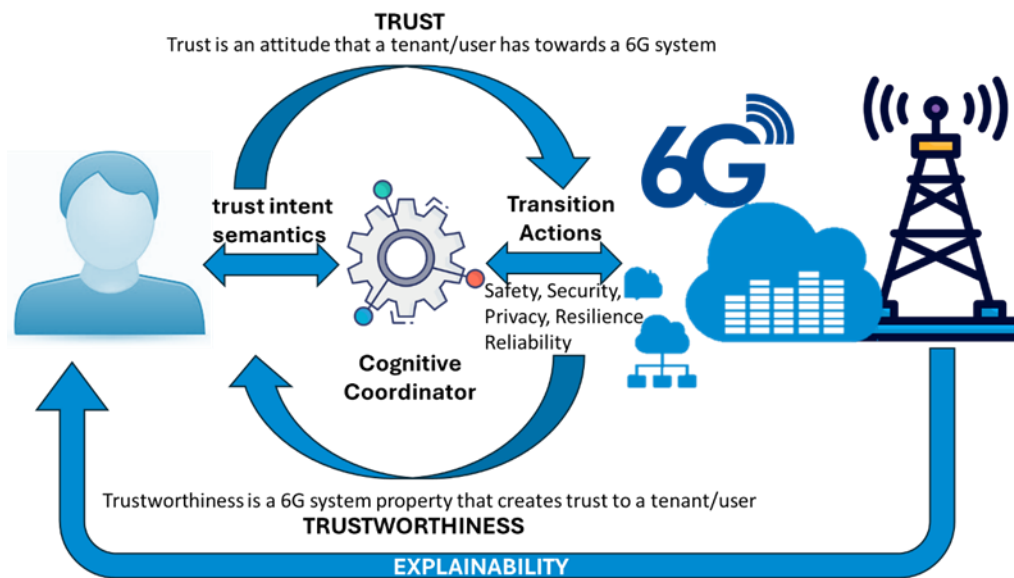 TRUST
Trust is an attitude that a tenant/user has towards a 6G system
6G
trust intent
semantics
Transition
Actions
Safety, Security,
Privacy, Resilience
Reliability
Cognitive
Coordinator
Trustworthiness is a 6G system property that creates trust to a tenant/user
TRUSTWORTHINESS
EXPLAINABILITY